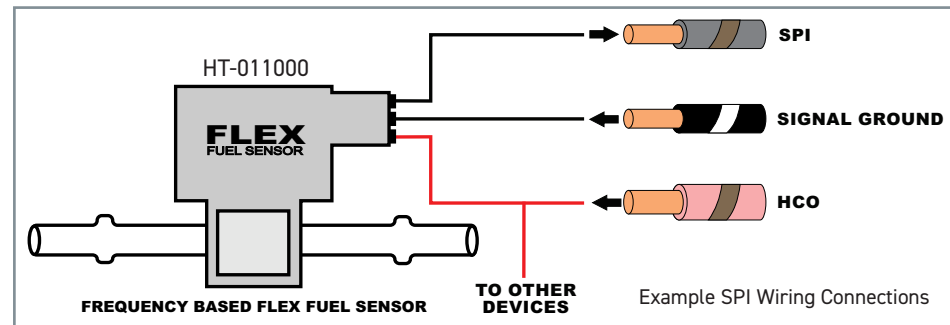 SPI
HT-011000
FLEX
FUEL SENSOR
SIGNAL GROUND
HCO
TO OTHER
DEVICES
FREQUENCY BASED FLEX FUEL SENSOR
Example SPI Wiring Connections